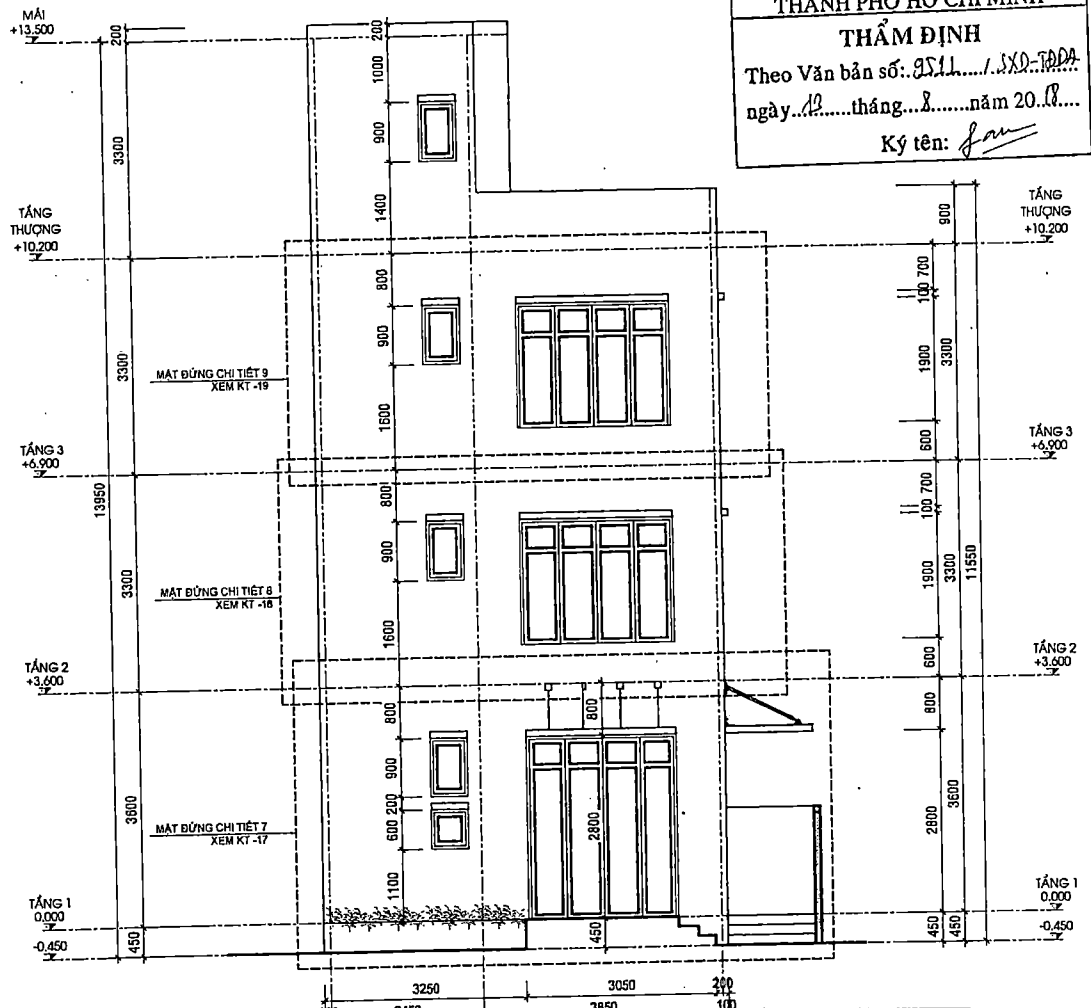 MÁI
+13.500
THÀNH PHỐ HỒ CHÍ MINH
THẨM ĐỊNH
Theo Văn bản số: 9511 / SXD-TĐDA
ngày 13 tháng 8 năm 20 18
Ký tên:
200
3300
200
1000
900
1400
TẦNG
THƯỢNG
+10.200
900
TẦNG
THƯỢNG
+10.200
800
900
1600
3300
MẶT ĐỨNG CHI TIẾT 9
XEM KT -19
700
100
1900
3300
600
TẦNG 3
+6.900
TẦNG 3
+6.900
13950
800
900
1600
3300
MẶT ĐỨNG CHI TIẾT 8
XEM KT -18
700
100
1900
3300
11550
600
TẦNG 2
+3.600
TẦNG 2
+3.600
800
800
800
900
200
600
1100
3600
MẶT ĐỨNG CHI TIẾT 7
XEM KT -17
2800
2800
3600
TẦNG 1
0.000
TẦNG 1
0.000
-0.450
450
450
450
450
-0.450
3250
3050
200
2850
100